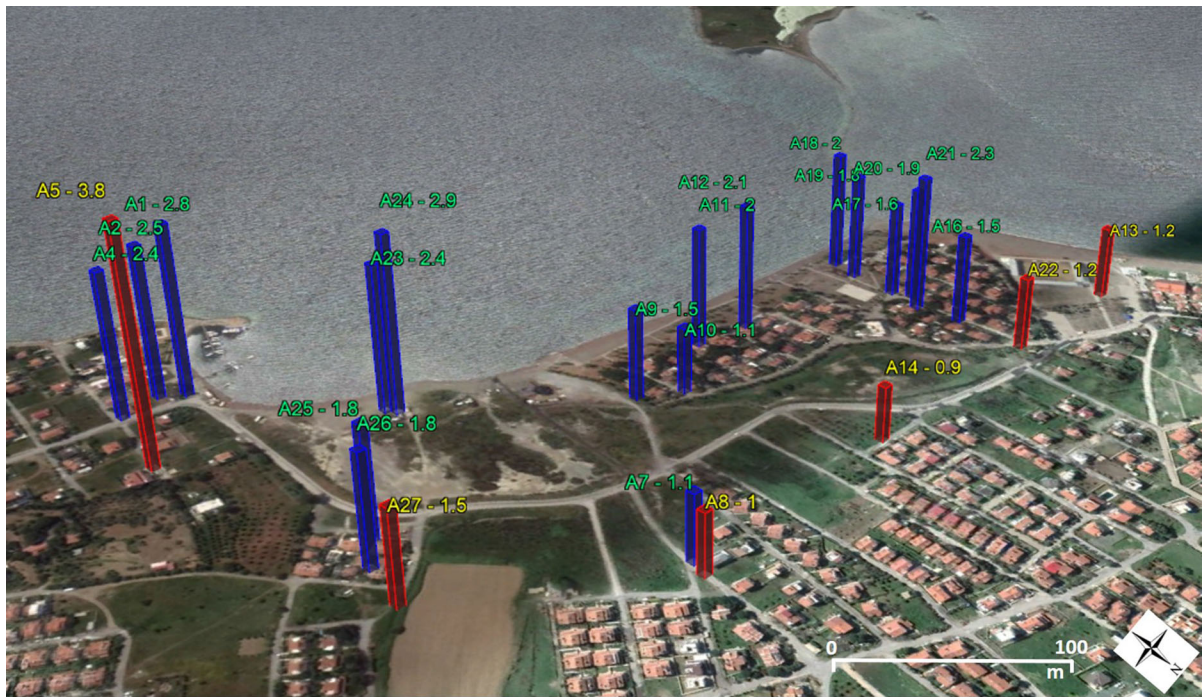 A18 - 2
A21 - 2.3
A20 - 1.9
A19 - 1.8
A12 - 2.1
A5 - 3.8
A1 - 2.8
A24 - 2.9
A11 - 2
A17 - 1.6
A2 - 2.5
A16 - 1.5
A13 - 1.2
A4 - 2.4
A23 - 2.4
A22 - 1.2
A9 - 1.5
A10 - 1.1
A14 - 0.9
A25 - 1.8
A26 - 1.8
A7 - 1.1
A27 - 1.5
A8 - 1
0 100
m
N